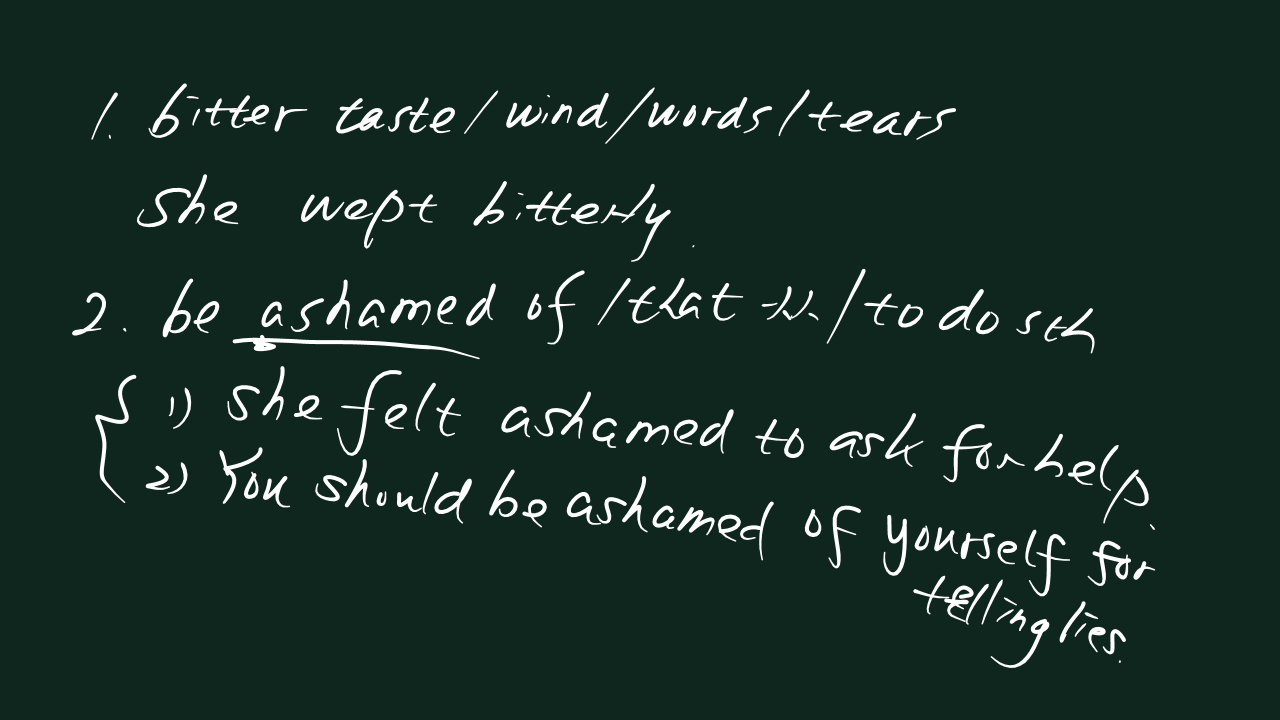 1. bitter taste/wind/words/tears
She wept bitterly.
2. be ashamed of /that /to do sth
1) She felt ashamed to ask for help.
2) You should be ashamed of yourself for
telling lies.